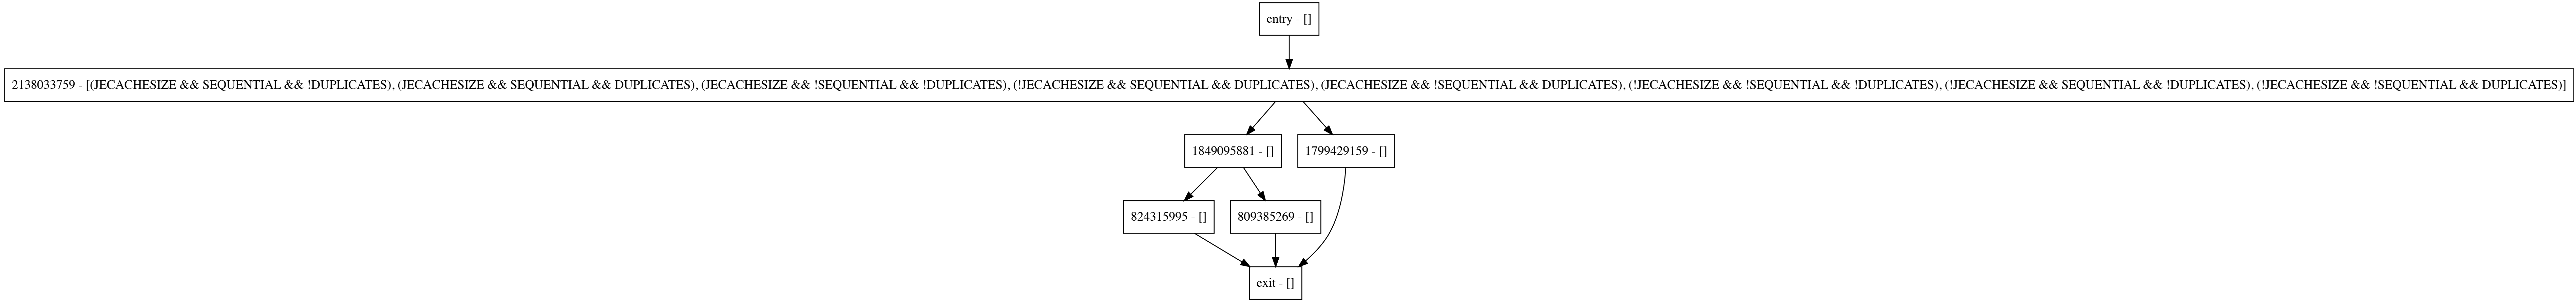 entry - []
2138033759 - [(JECACHESIZE && SEQUENTIAL && !DUPLICATES), (JECACHESIZE && SEQUENTIAL && DUPLICATES), (JECACHESIZE && !SEQUENTIAL && !DUPLICATES), (!JECACHESIZE && SEQUENTIAL && DUPLICATES), (JECACHESIZE && !SEQUENTIAL && DUPLICATES), (!JECACHESIZE && !SEQUENTIAL && !DUPLICATES), (!JECACHESIZE && SEQUENTIAL && !DUPLICATES), (!JECACHESIZE && !SEQUENTIAL && DUPLICATES)]
1849095881 - []
1799429159 - []
824315995 - []
809385269 - []
exit - []